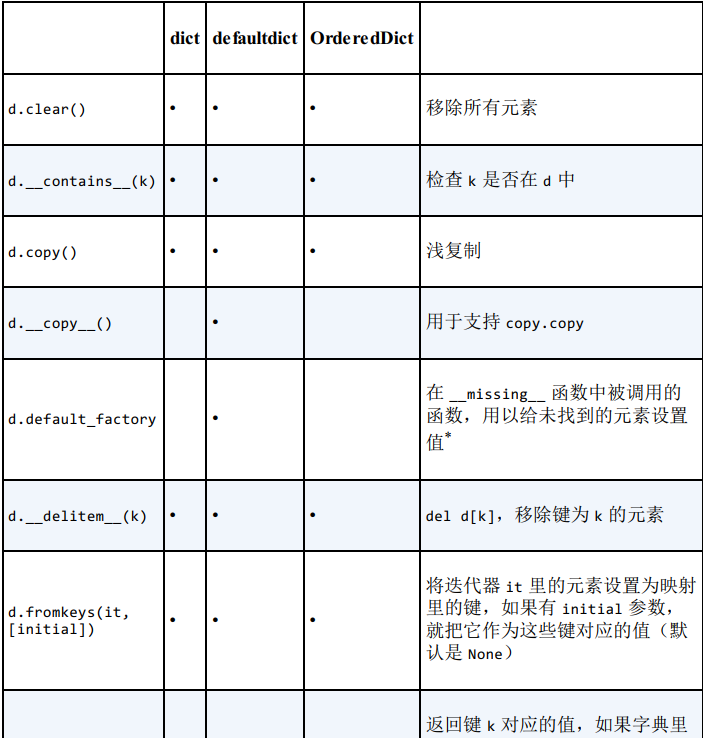 dict defaultdict OrderedDict
d.clear() • • • 移除所有元素
d.__contains__(k) • • • 检查 k 是否在 d 中
d.copy() • • • 浅复制
d.__copy__() • 用于支持 copy.copy
在 __missing__ 函数中被调用的
d.default_factory • 函数，用以给未找到的元素设置
值*
d.__delitem__(k) • • • del d[k]，移除键为 k 的元素
将迭代器 it 里的元素设置为映射
d.fromkeys(it, 里的键，如果有 initial 参数，
[initial]) • • • 就把它作为这些键对应的值（默
认是 None）
返回键 k 对应的值，如果字典里